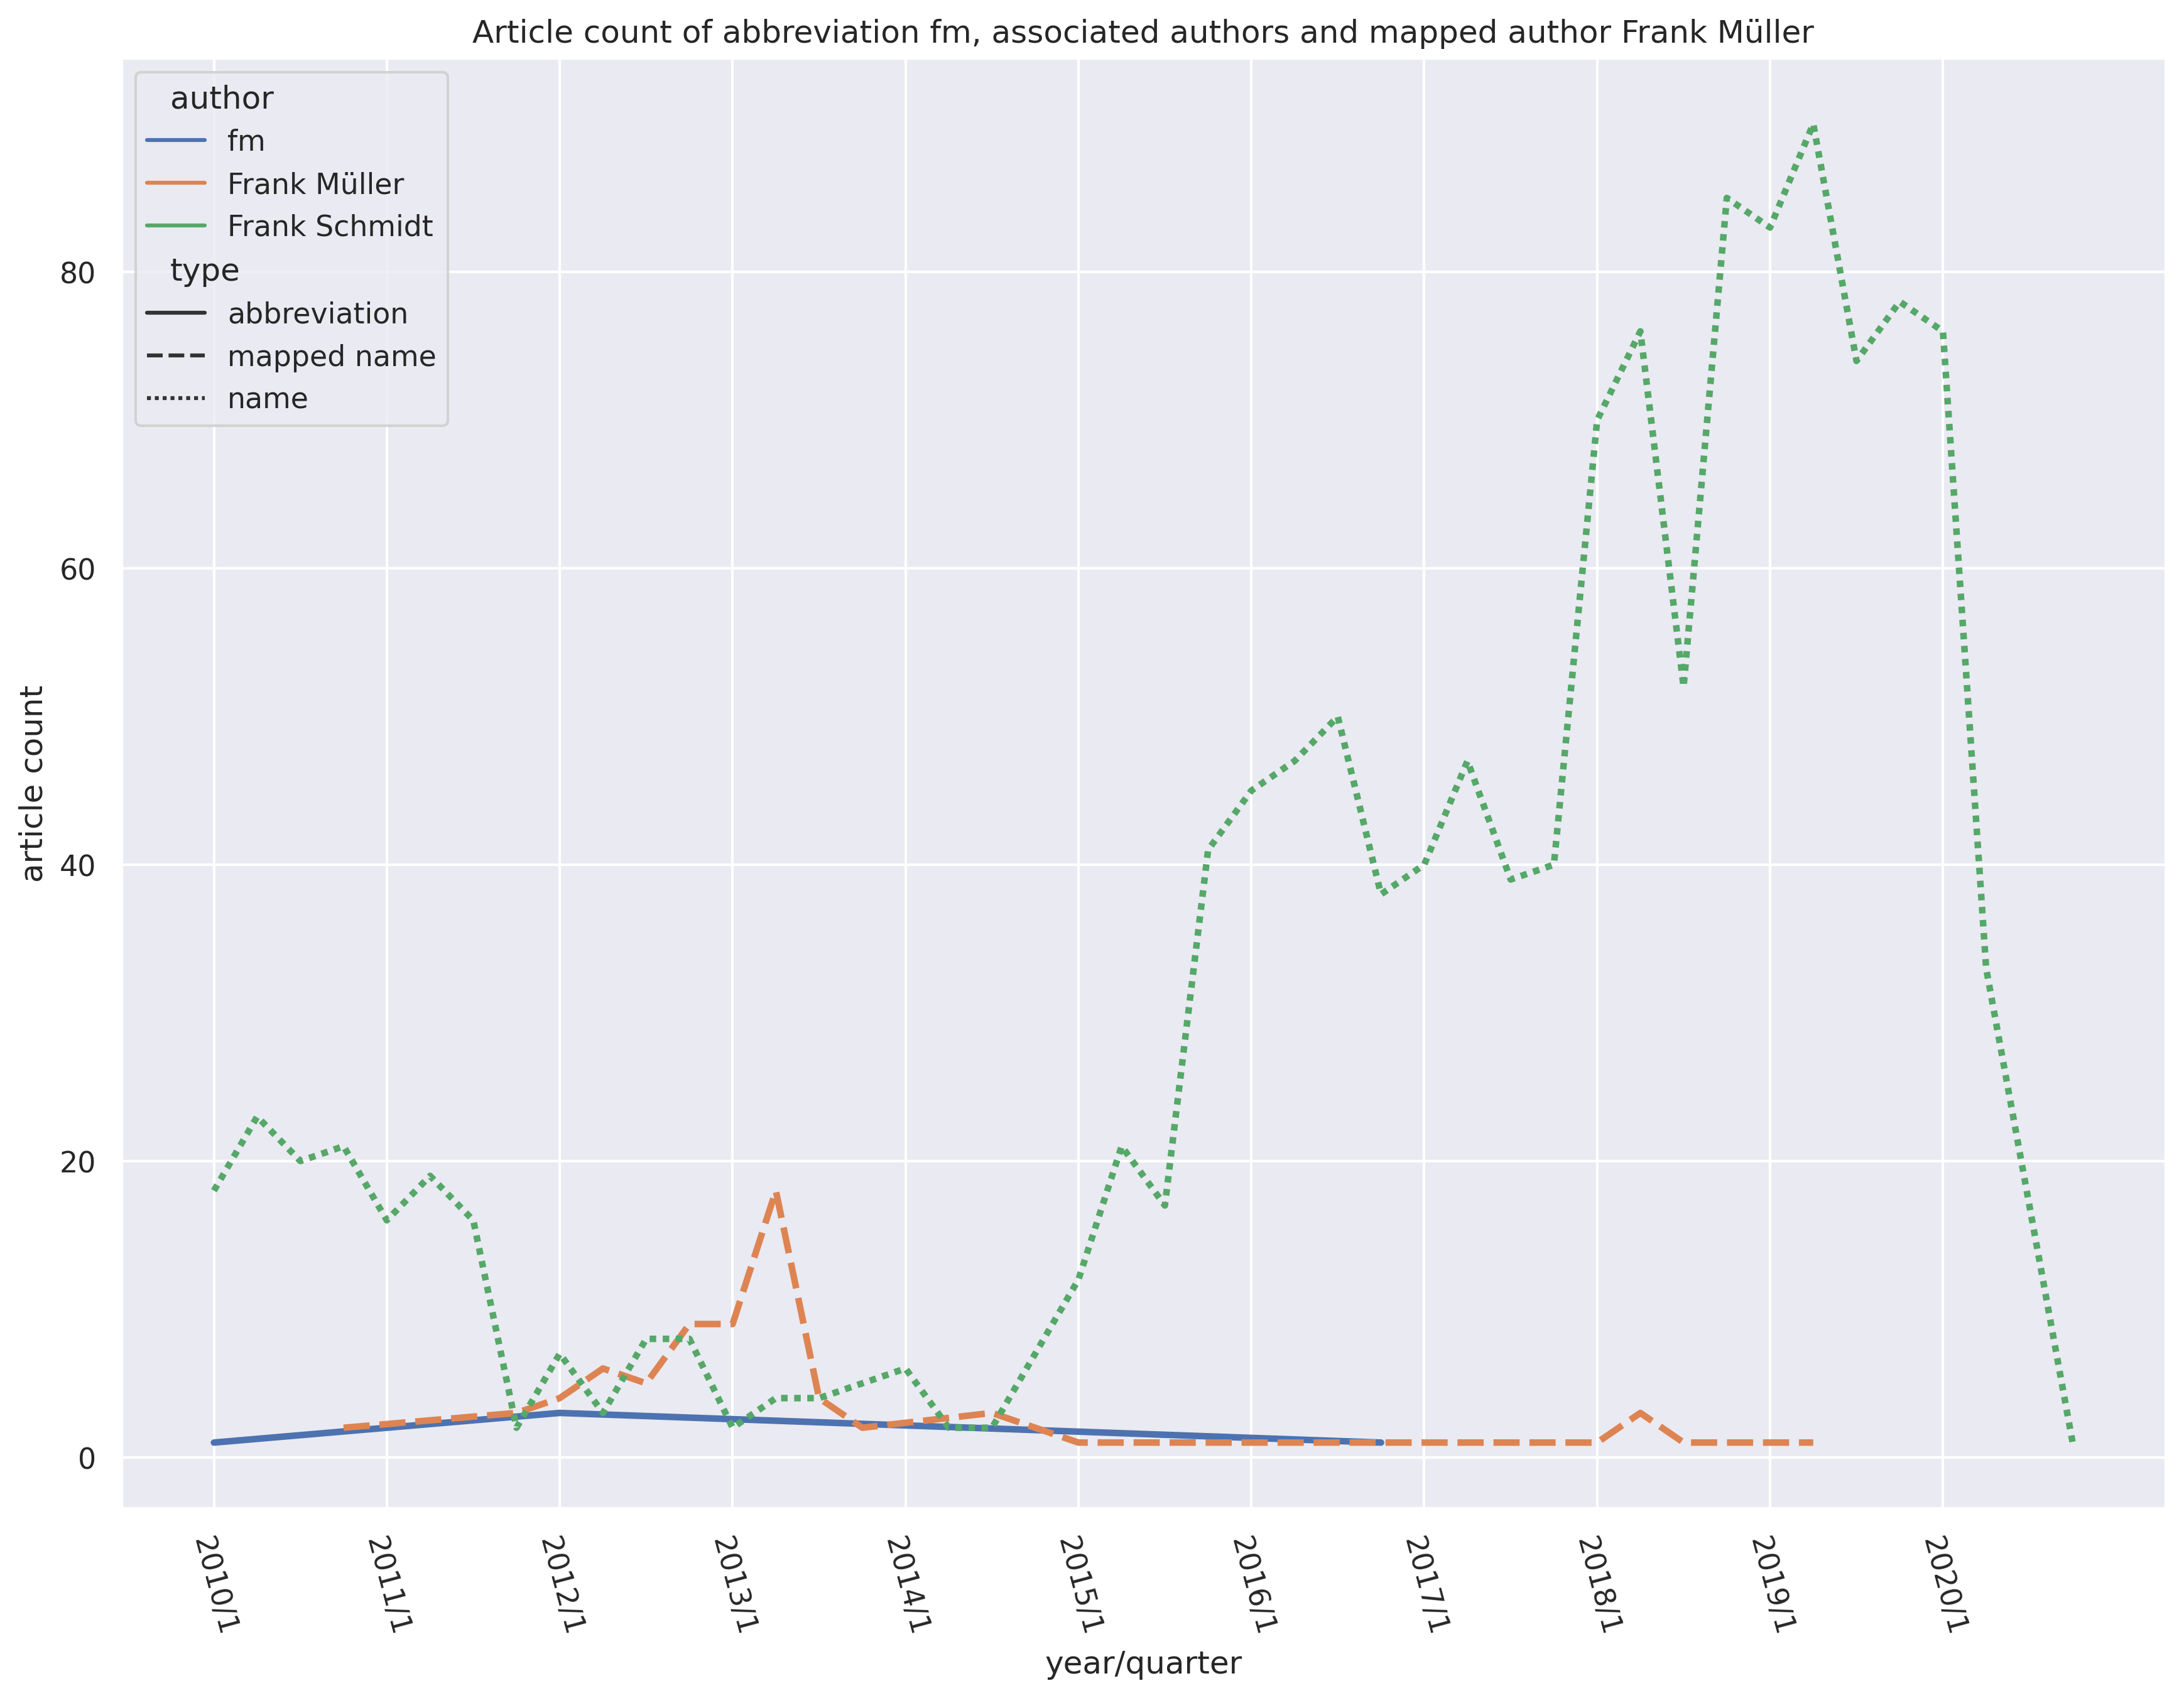 Article count of abbreviation fm, associated authors and mapped author Frank Müller
author
fm
Frank Müller
Frank Schmidt
type
abbreviation
mapped name
name
80
60
40
20
0
article count
2010/1
2011/1
2012/1
2013/1
2014/1
2015/1
2016/1
2017/1
2018/1
2019/1
2020/1
year/quarter